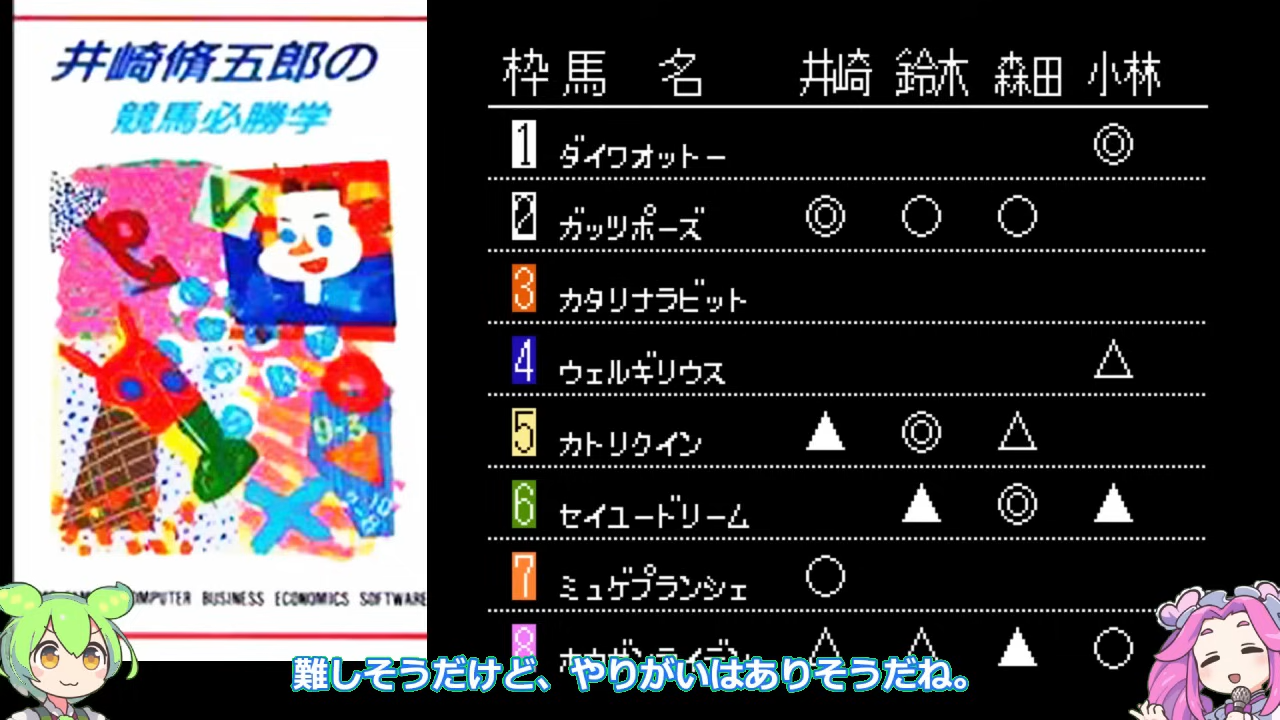 井崎脩五郎の
競馬必勝学
9-3
COMPUTER BUSINESS ECONOMICS SOFTWARE
枠 馬 名 井崎 鈴木 森田 小林
1 ダイワオットー ◎
2 ガッツポーズ ◎ ○ ○
3 カタリナラビット
4 ウェルギリウス △
5 カトリクイン ▲ ◎ △
6 セイユードリーム ▲ ◎ ▲
7 ミュゲプランシェ ○
8 △ △ ▲ ○
難しそうだけど、やりがいはありそうだね。